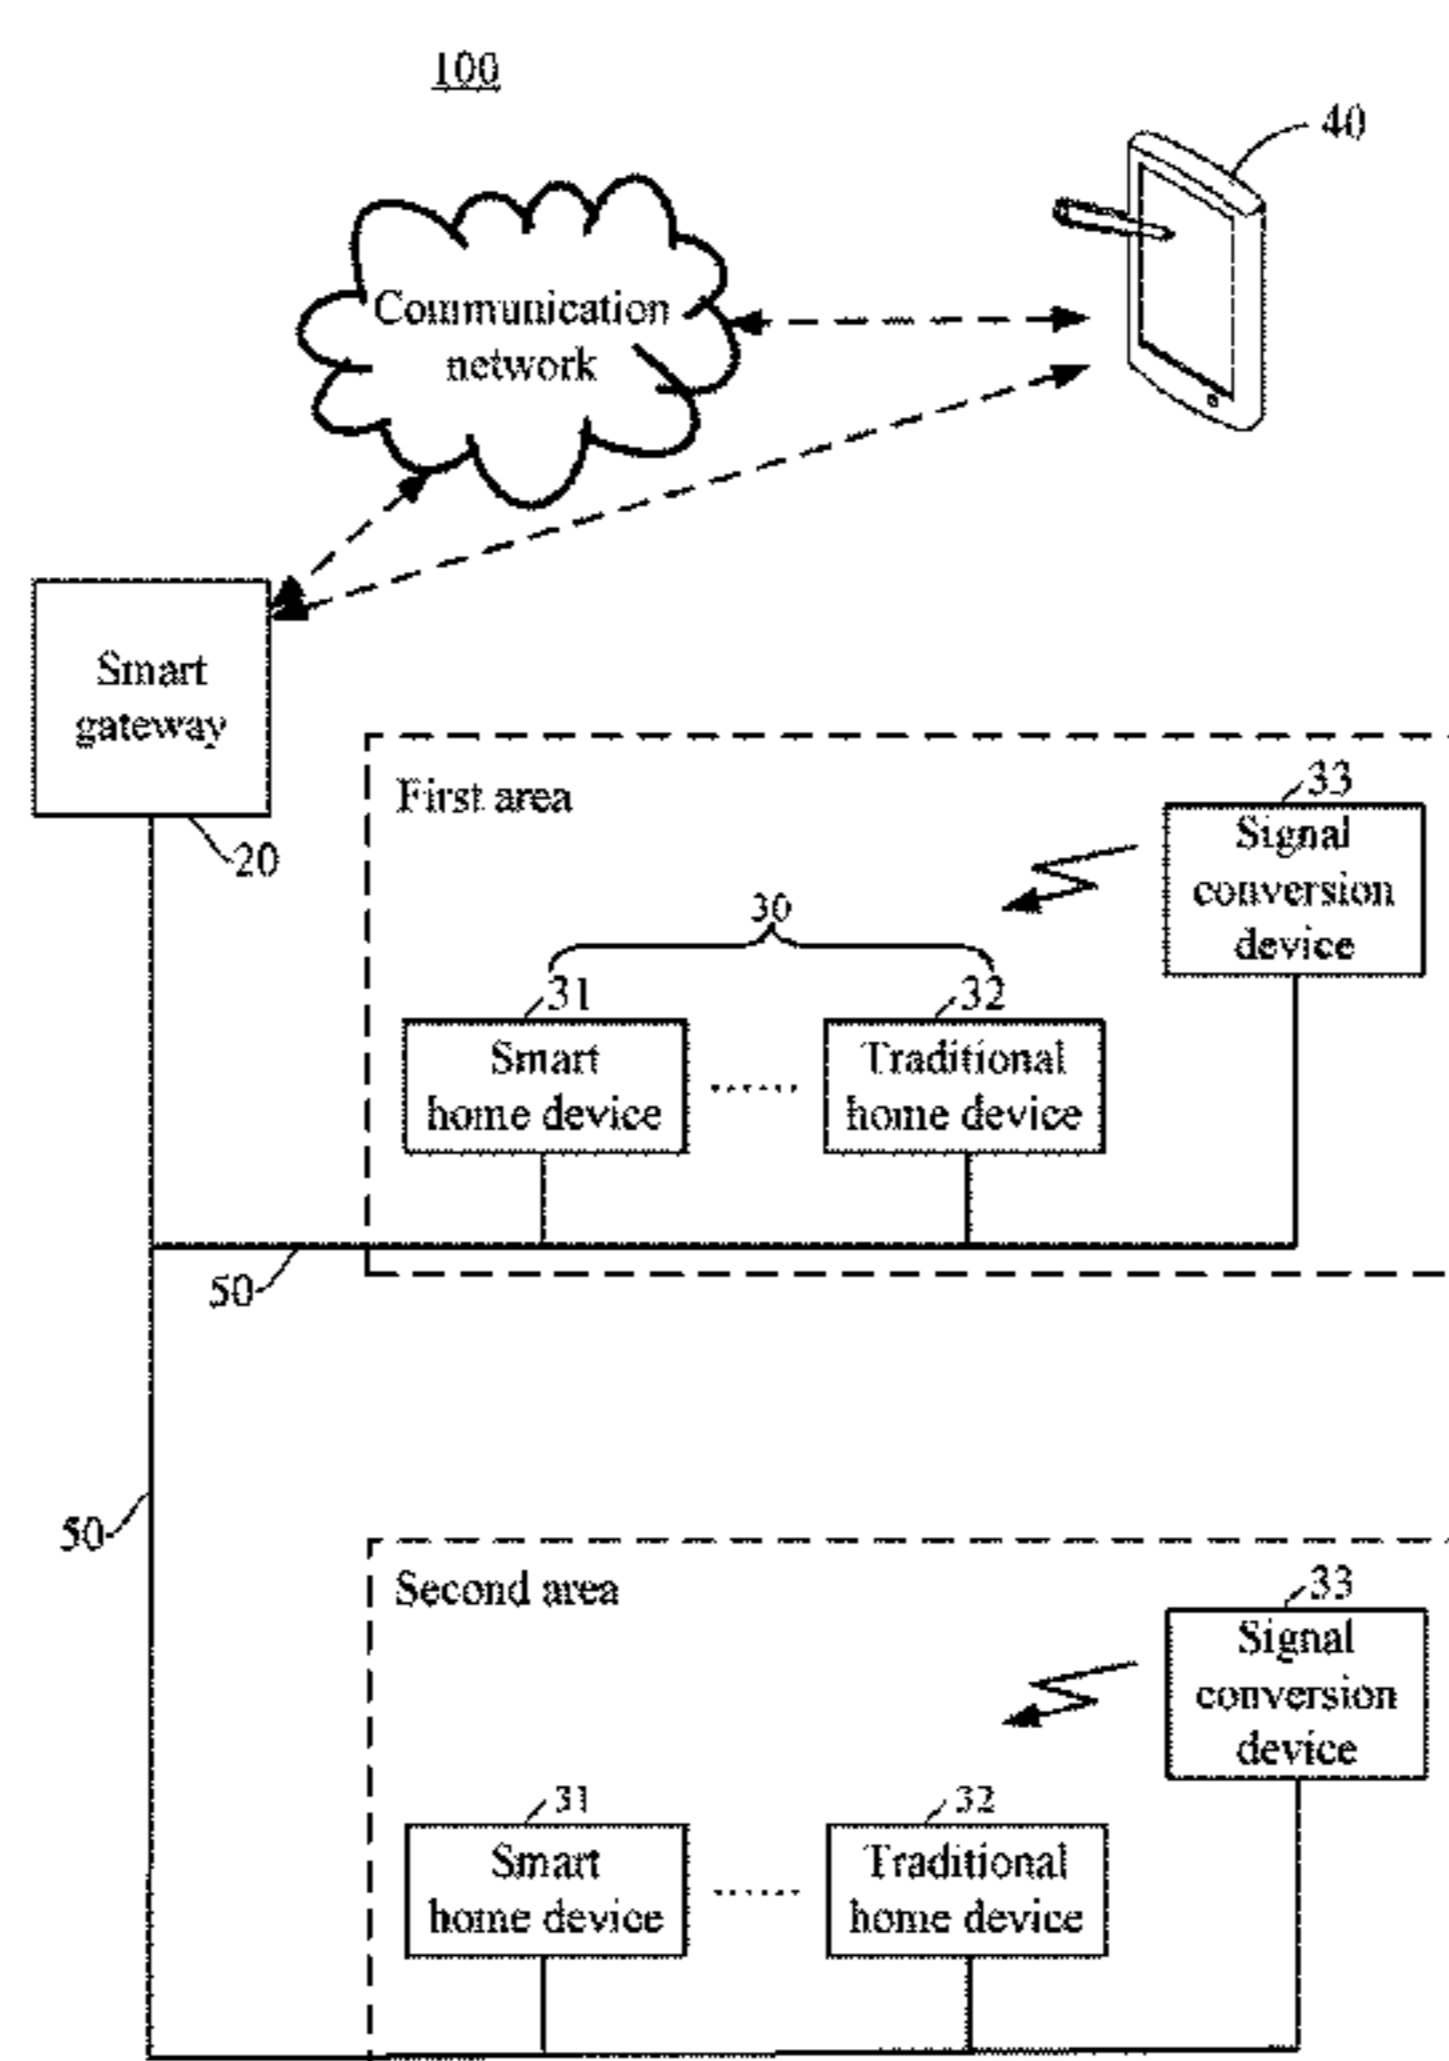 100
40
Communication
network
Smart
gateway
20
First area
33
Signal
conversion
device
30
31
32
Smart
home device
Traditional
home device
50
50
Second area
33
Signal
conversion
device
31
32
Smart
home device
Traditional
home device